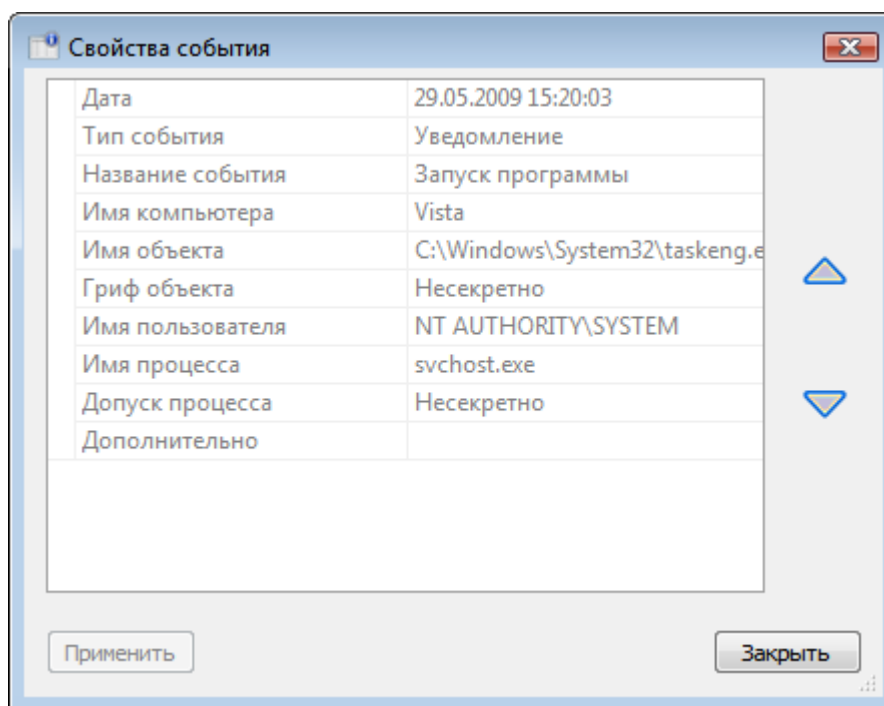 Свойства события
Дата 29.05.2009 15:20:03
Тип события Уведомление
Название события Запуск программы
Имя компьютера Vista
Имя объекта C:\Windows\System32\taskeng.e
Гриф объекта Несекретно
Имя пользователя NT AUTHORITY\SYSTEM
Имя процесса svchost.exe
Допуск процесса Несекретно
Дополнительно
Применить Закрыть